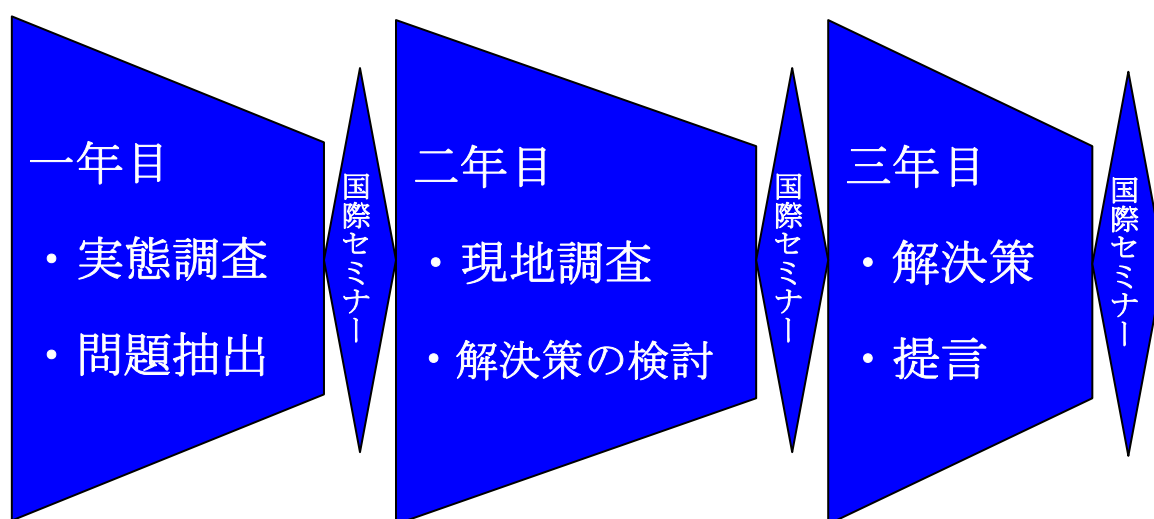 一年目
・実態調査
・問題抽出
国際セミナー
二年目
・現地調査
・解決策の検討
国際セミナー
三年目
・解決策
・提言
国際セミナー